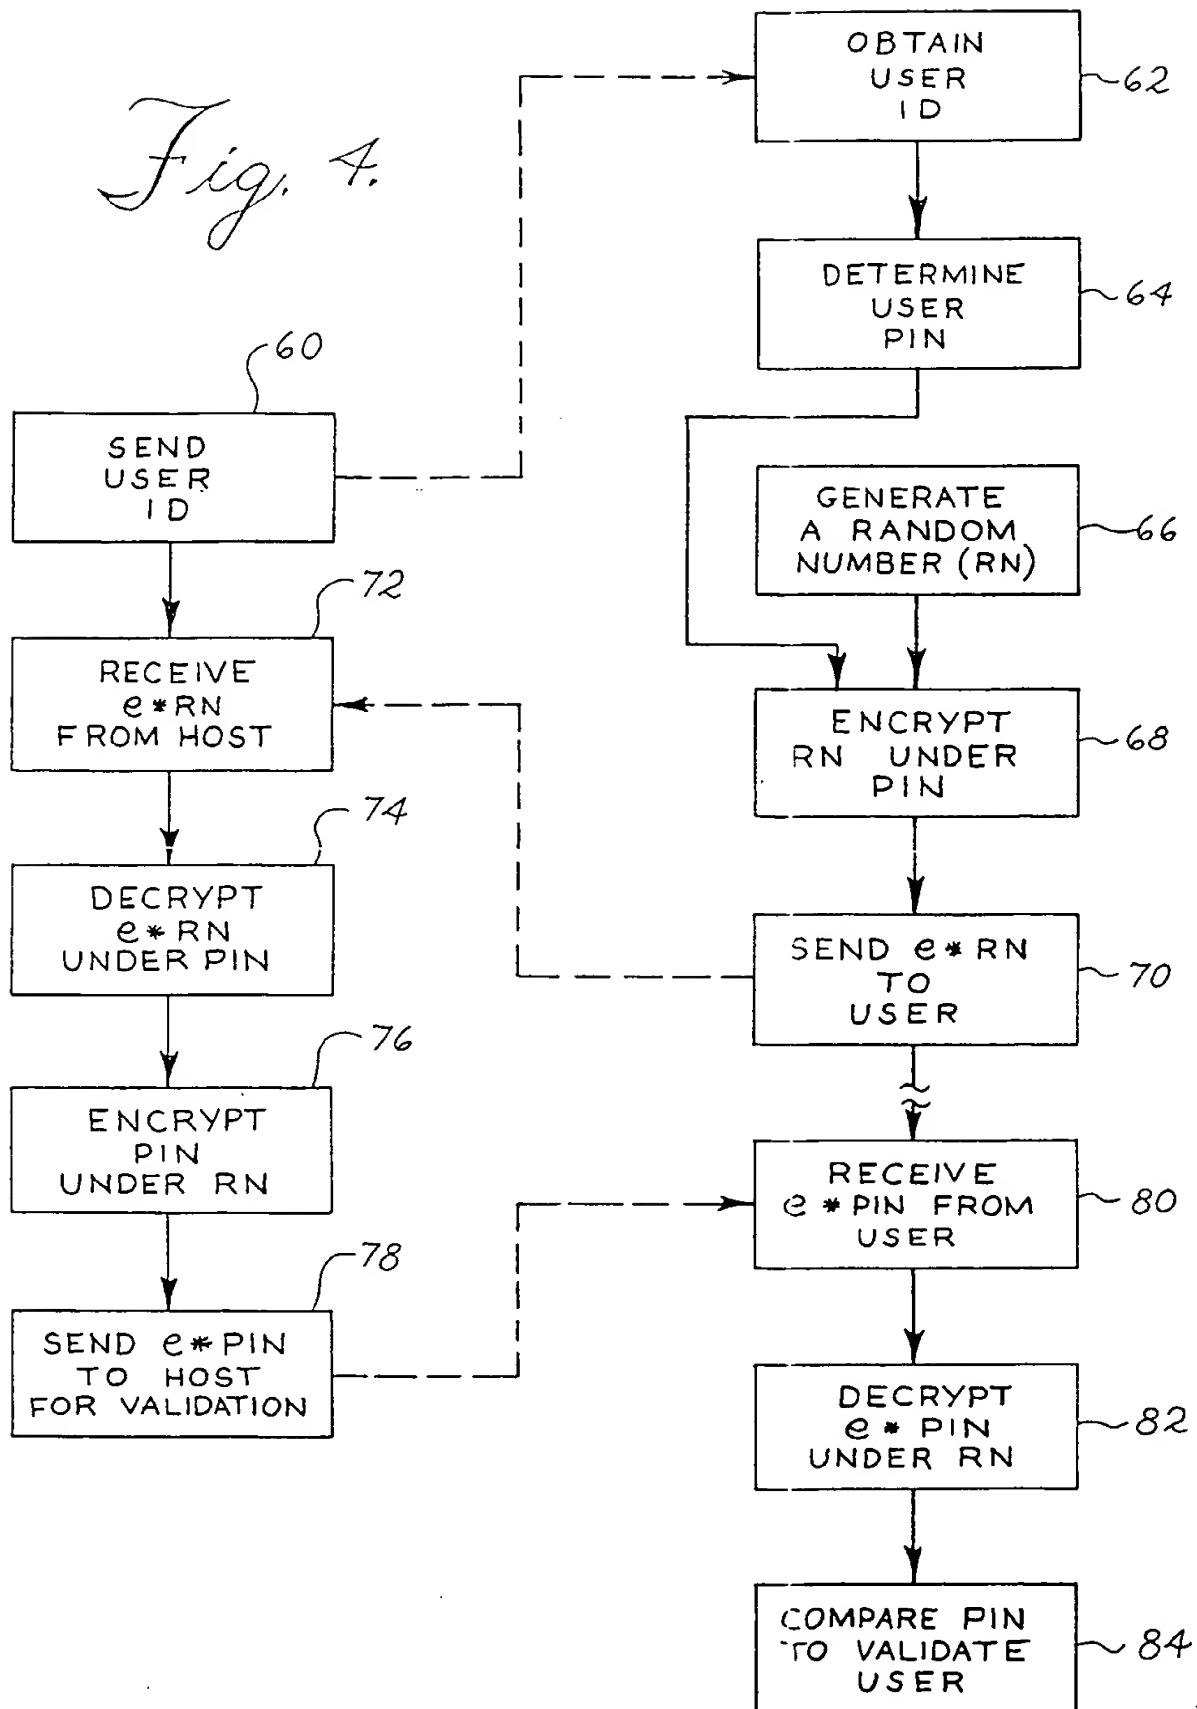 Fig. 4.
OBTAIN
USER
ID
62
DETERMINE
USER
PIN
64
60
SEND
USER
ID
GENERATE
A RANDOM
NUMBER (RN)
66
72
RECEIVE
e*RN
FROM HOST
ENCRYPT
RN UNDER
PIN
68
74
DECRYPT
e*RN
UNDER PIN
SEND e*RN
TO
USER
70
76
ENCRYPT
PIN
UNDER RN
RECEIVE
e*PIN FROM
USER
80
78
SEND e*PIN
TO HOST
FOR VALIDATION
DECRYPT
e*PIN
UNDER RN
82
COMPARE PIN
TO VALIDATE
USER
84